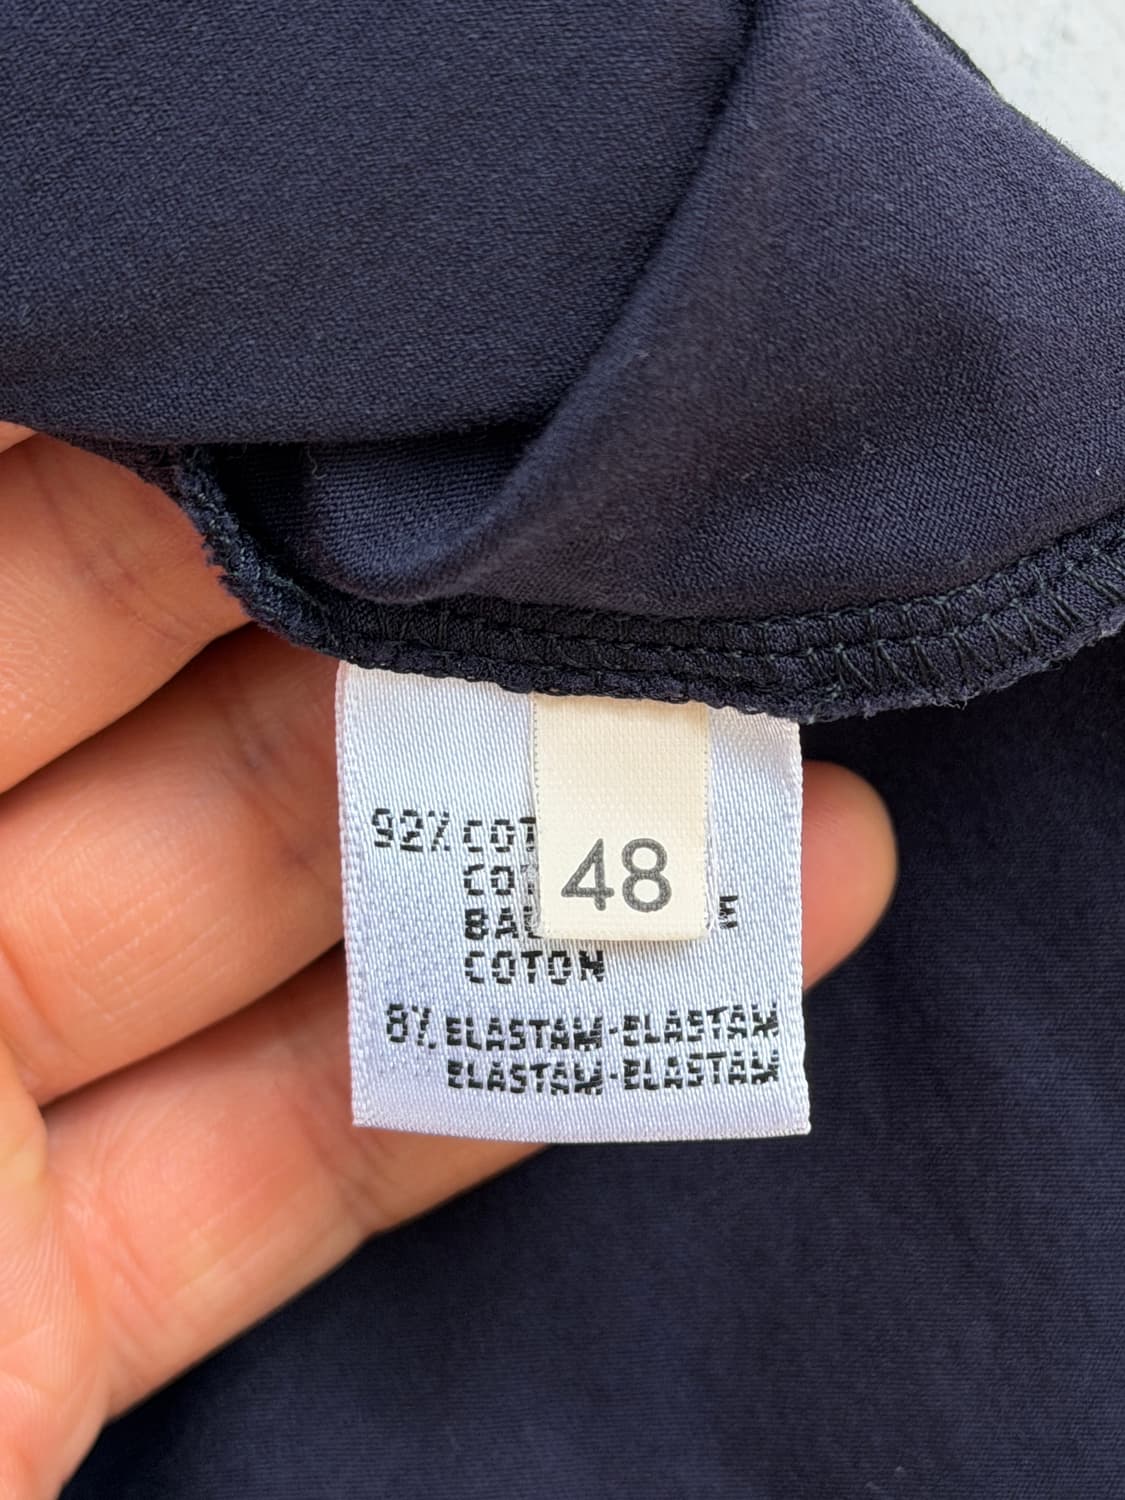 92% COT
COT
48
BA E
COTON
8% ELASTAM-ELASTAM
ELASTAM-ELASTAM